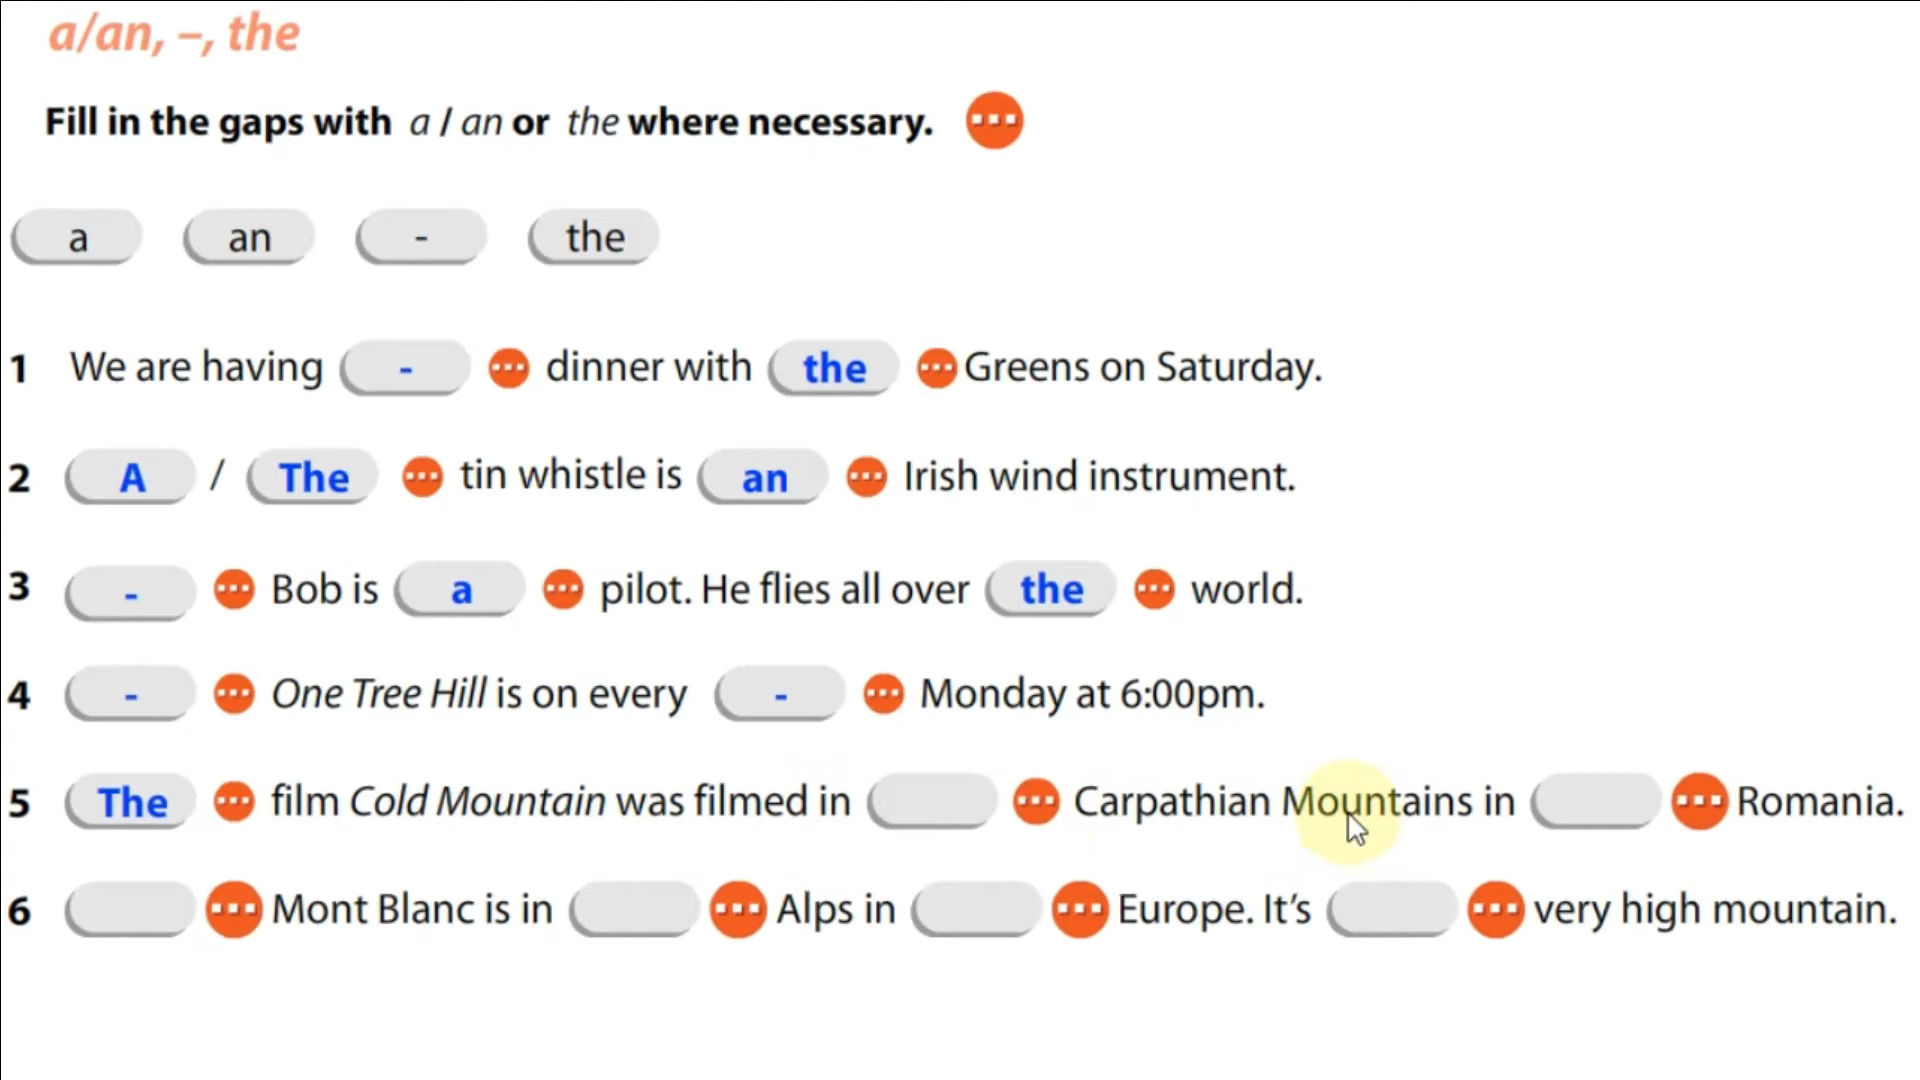 a/an, –, the
Fill in the gaps with a / an or the where necessary.
a an - the
1 We are having - dinner with the Greens on Saturday.
2 A / The tin whistle is an Irish wind instrument.
3 - Bob is a pilot. He flies all over the world.
4 - One Tree Hill is on every - Monday at 6:00pm.
5 The film Cold Mountain was filmed in Carpathian Mountains in Romania.
6 Mont Blanc is in Alps in Europe. It's very high mountain.